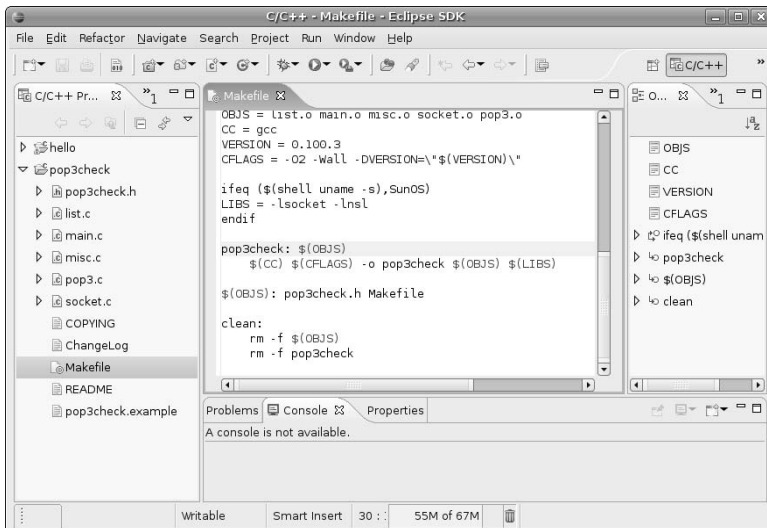 C/C++ - Makefile - Eclipse SDK
File Edit Refactor Navigate Search Project Run Window Help
C/C++
»
C/C++ Pr...
»1
hello
pop3check
pop3check.h
list.c
main.c
misc.c
pop3.c
socket.c
COPYING
ChangeLog
Makefile
README
pop3check.example
Makefile
OBJS = list.o main.o misc.o socket.o pop3.o
CC = gcc
VERSION = 0.100.3
CFLAGS = -O2 -Wall -DVERSION=\"$(VERSION)\"
ifeq ($(shell uname -s),SunOS)
LIBS = -lsocket -lnsl
endif
pop3check: $(OBJS)
$(CC) $(CFLAGS) -o pop3check $(OBJS) $(LIBS)
$(OBJS): pop3check.h Makefile
clean:
rm -f $(OBJS)
rm -f pop3check
O...
»1
OBJS
CC
VERSION
CFLAGS
ifeq ($(shell unam
pop3check
$(OBJS)
clean
Problems Console Properties
A console is not available.
Writable Smart Insert 30 : 55M of 67M